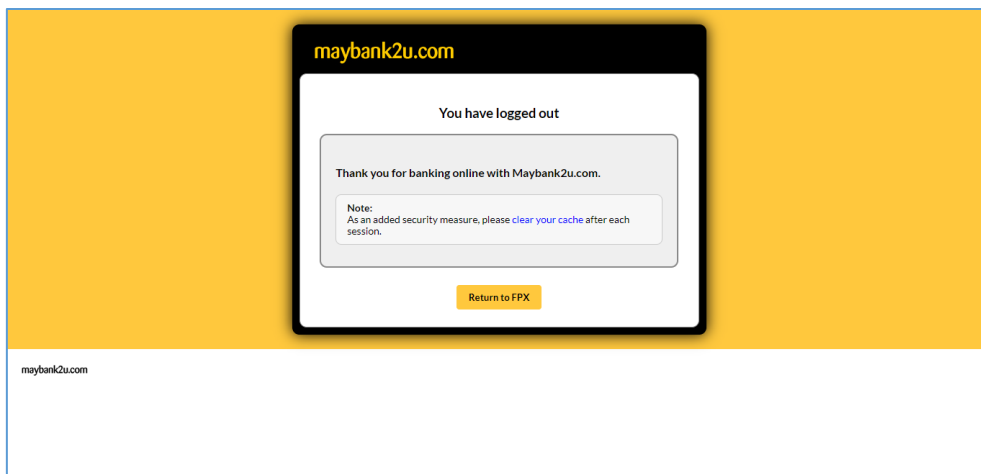 maybank2u.com
You have logged out
Thank you for banking online with Maybank2u.com.
Note:
As an added security measure, please clear your cache after each
session.
Return to FPX
maybank2u.com